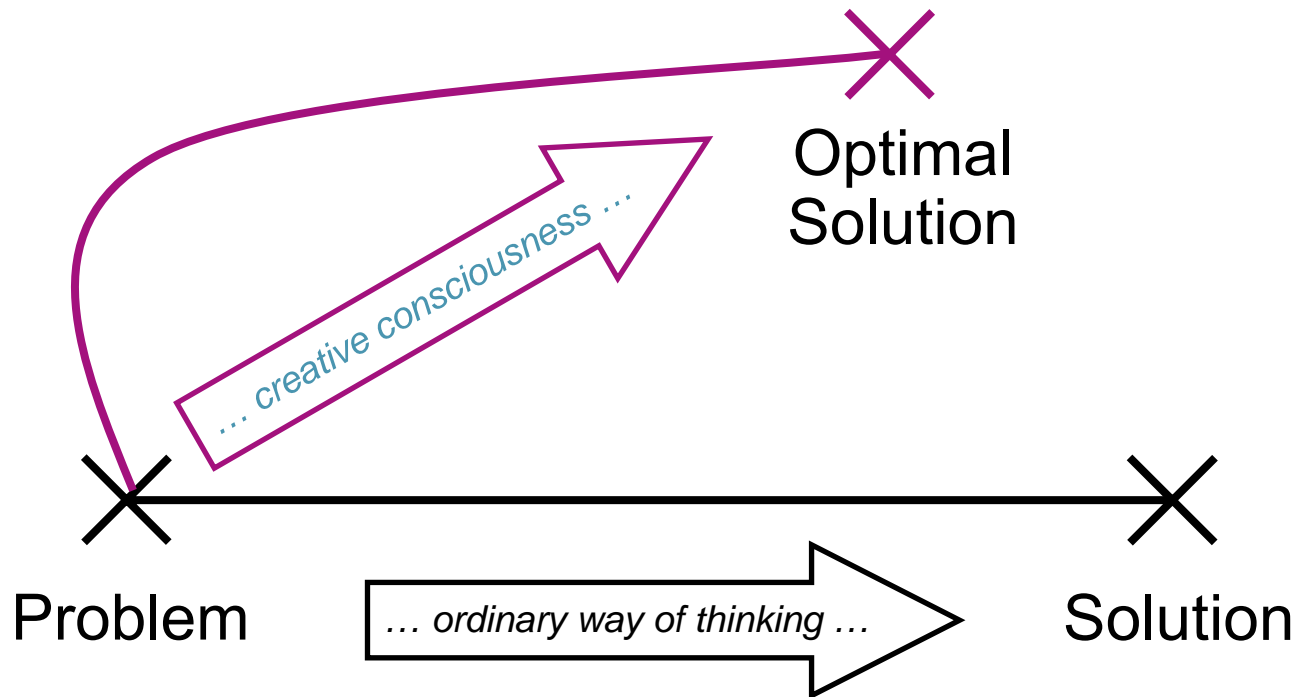 Optimal
Solution
… creative consciousness …
Problem
… ordinary way of thinking …
Solution